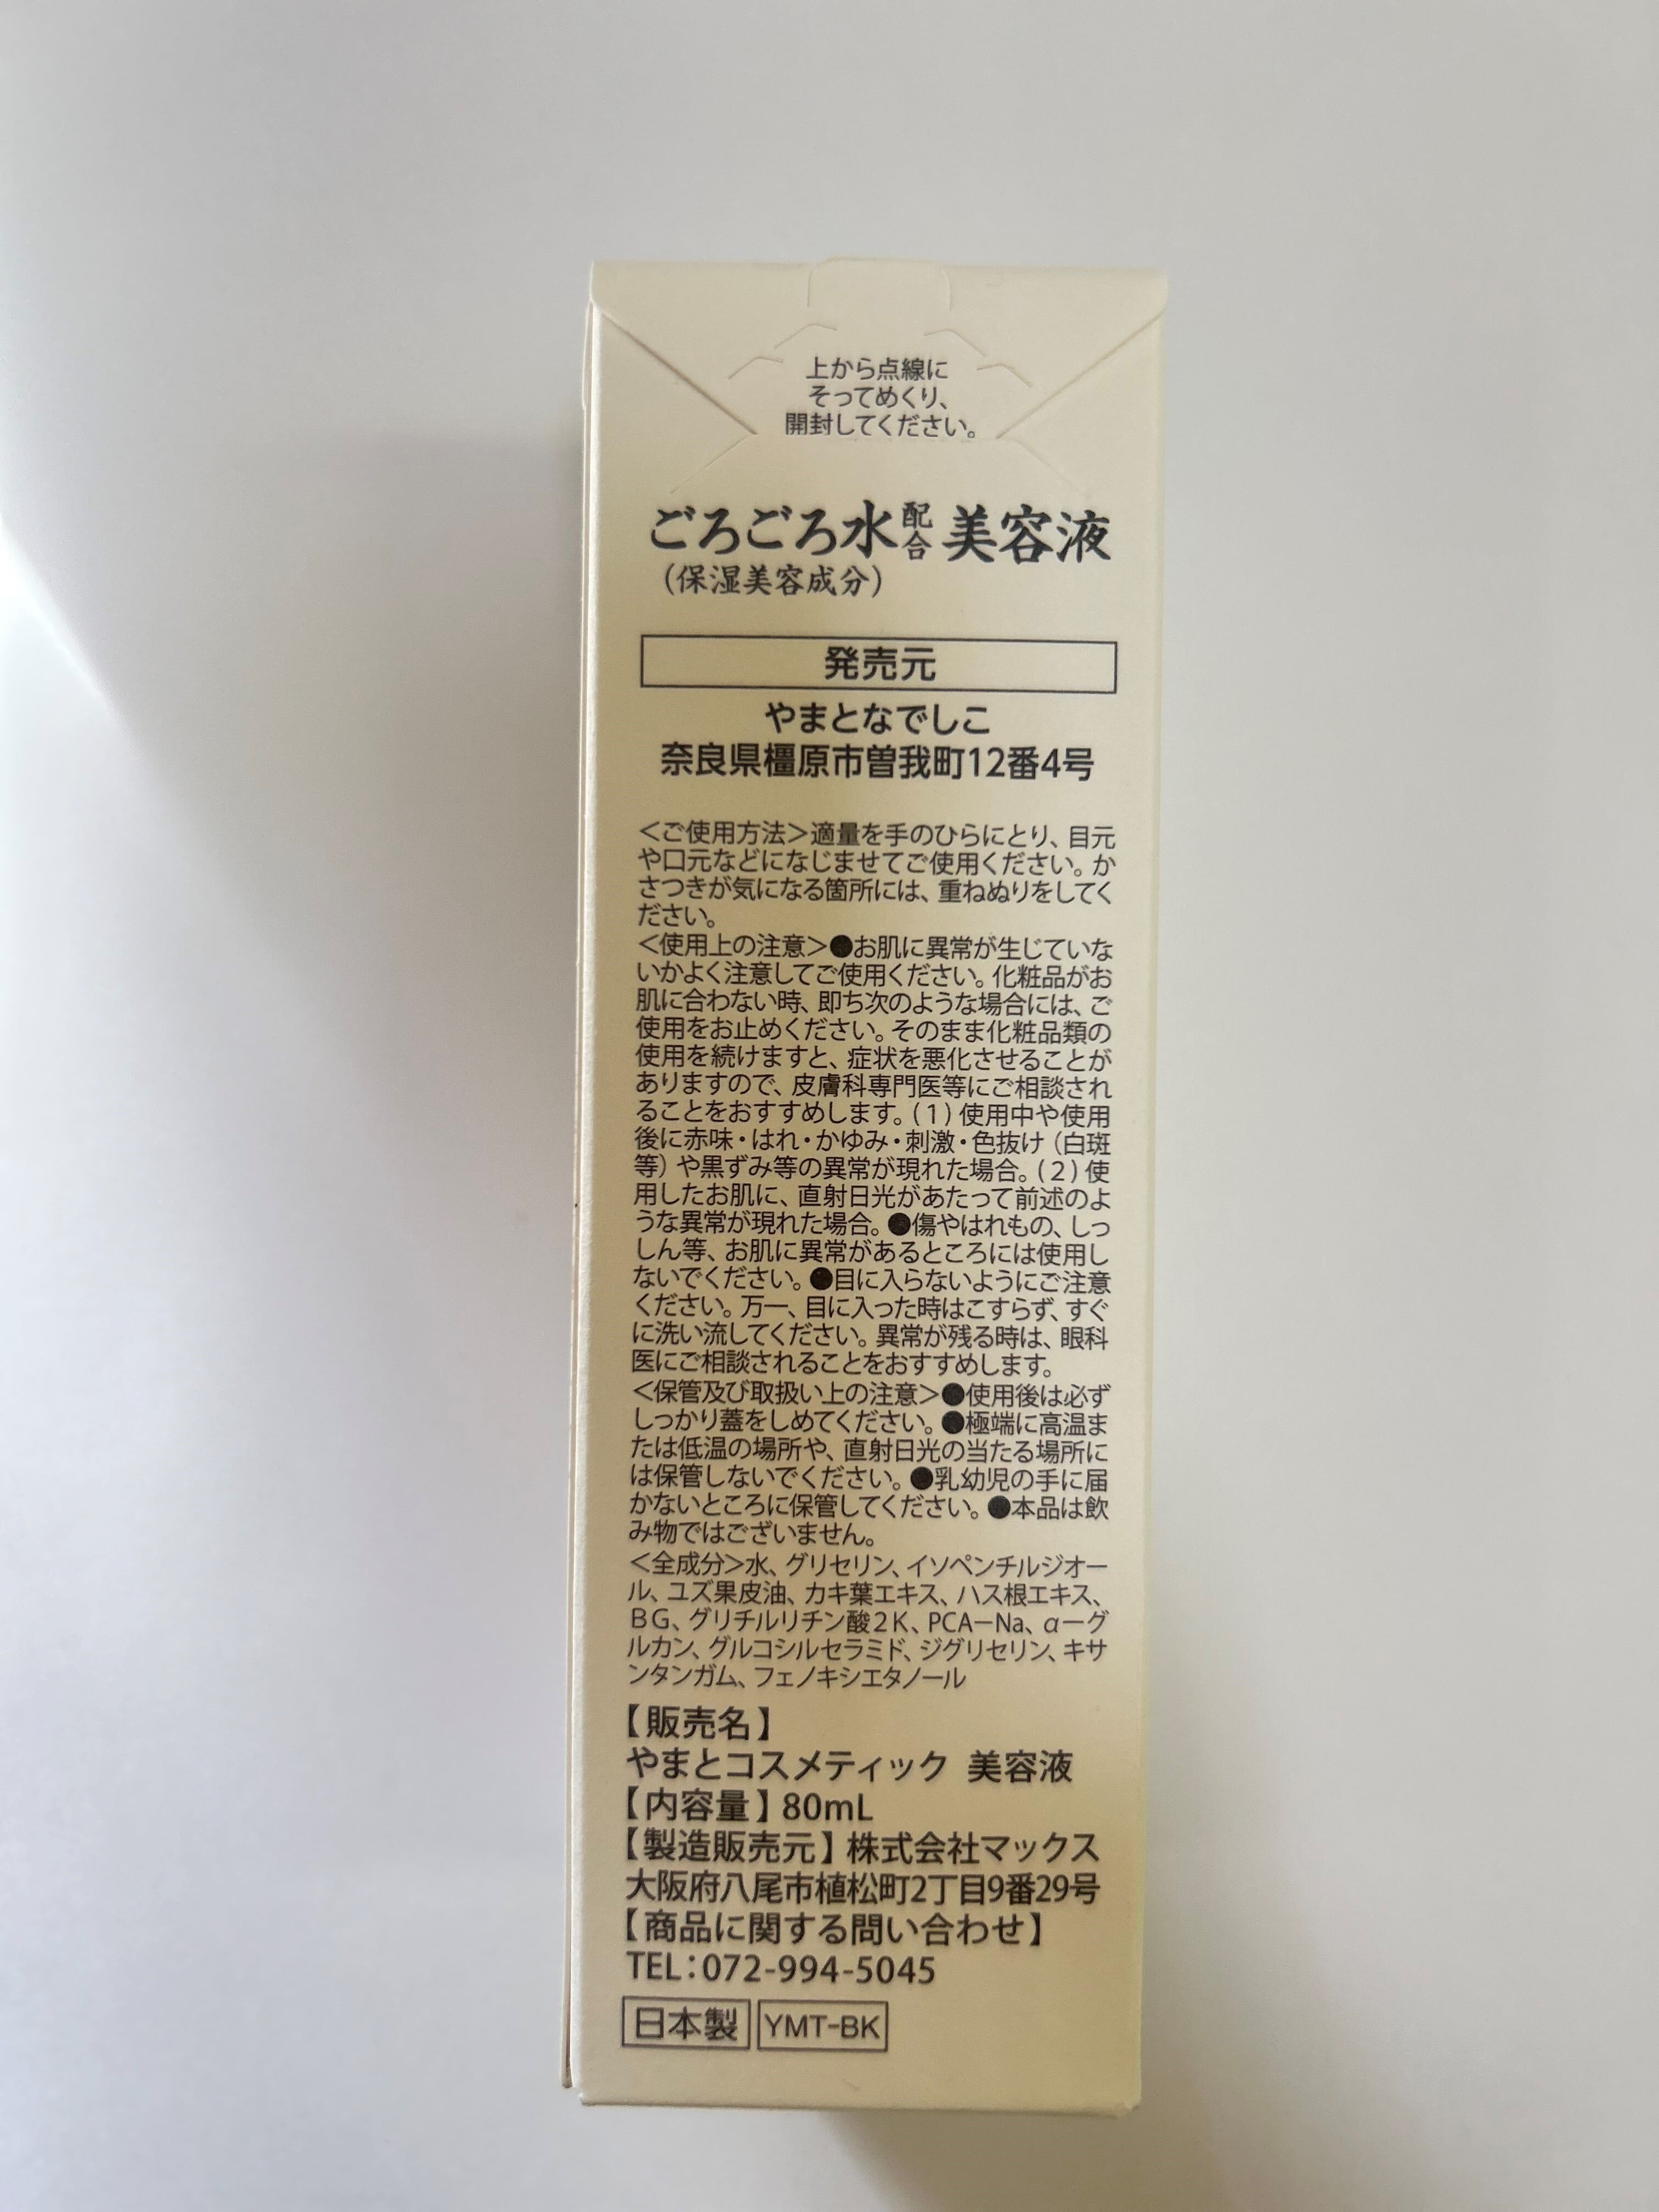 上から点線に
そってめくり、
開封してください。
ごろごろ水配合美容液
(保湿美容成分)
発売元
やまとなでしこ
奈良県橿原市曽我町12番4号
＜ご使用方法＞適量を手のひらにとり、目元
や口元などになじませてご使用ください。か
さつきが気になる箇所には、重ねぬりをしてく
ださい。
＜使用上の注意＞●お肌に異常が生じていな
いかよく注意してご使用ください。化粧品がお
肌に合わない時、即ち次のような場合には、ご
使用をお止めください。そのまま化粧品類の
使用を続けますと、症状を悪化させることが
ありますので、皮膚科専門医等にご相談され
ることをおすすめします。(1) 使用中や使用
後に赤味・はれ・かゆみ・刺激・色抜け（白斑
等）や黒ずみ等の異常が現れた場合。(2) 使
用したお肌に、直射日光があたって前述のよ
うな異常が現れた場合。●傷やはれもの、しっ
しん等、お肌に異常があるところには使用し
ないでください。●目に入らないようにご注意
ください。万一、目に入った時はこすらず、すぐ
に洗い流してください。異常が残る時は、眼科
医にご相談されることをおすすめします。
＜保管及び取扱い上の注意＞●使用後は必ず
しっかり蓋をしめてください。●極端に高温ま
たは低温の場所や、直射日光の当たる場所に
は保管しないでください。●乳幼児の手に届
かないところに保管してください。●本品は飲
み物ではございません。
＜全成分＞水、グリセリン、イソペンチルジオー
ル、ユズ果皮油、カキ葉エキス、ハス根エキス、
BG、グリチルリチン酸2K、PCA－Na、α－グ
ルカン、グルコシルセラミド、ジグリセリン、キサ
ンタンガム、フェノキシエタノール
【販売名】
やまとコスメティック 美容液
【内容量】80mL
【製造販売元】株式会社マックス
大阪府八尾市植松町2丁目9番29号
【商品に関する問い合わせ】
TEL：072-994-5045
日本製 YMT-BK